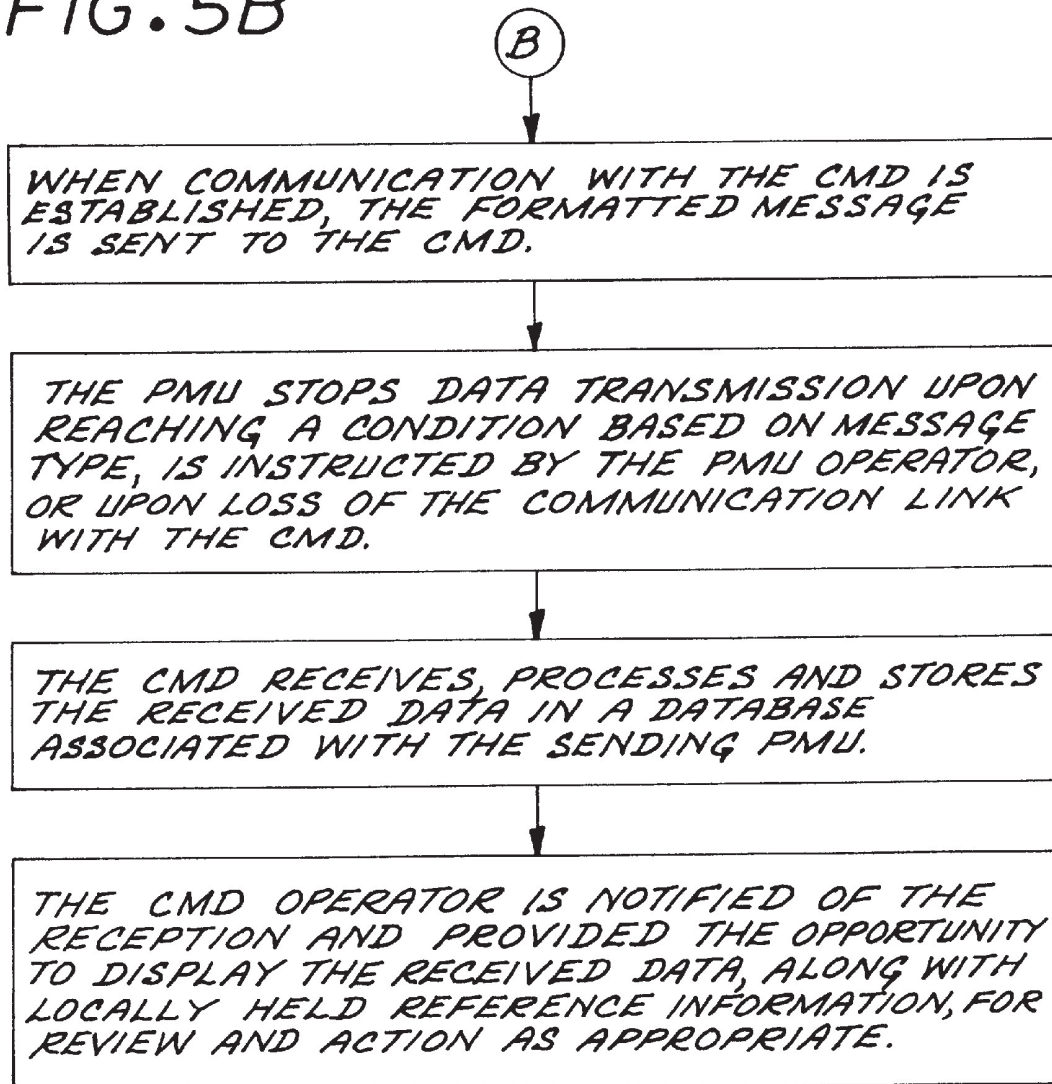 FIG. 5B
B
WHEN COMMUNICATION WITH THE CMD IS
ESTABLISHED, THE FORMATTED MESSAGE
IS SENT TO THE CMD.
THE PMU STOPS DATA TRANSMISSION UPON
REACHING A CONDITION BASED ON MESSAGE
TYPE, IS INSTRUCTED BY THE PMU OPERATOR,
OR UPON LOSS OF THE COMMUNICATION LINK
WITH THE CMD.
THE CMD RECEIVES, PROCESSES AND STORES
THE RECEIVED DATA IN A DATABASE
ASSOCIATED WITH THE SENDING PMU.
THE CMD OPERATOR IS NOTIFIED OF THE
RECEPTION AND PROVIDED THE OPPORTUNITY
TO DISPLAY THE RECEIVED DATA, ALONG WITH
LOCALLY HELD REFERENCE INFORMATION, FOR
REVIEW AND ACTION AS APPROPRIATE.